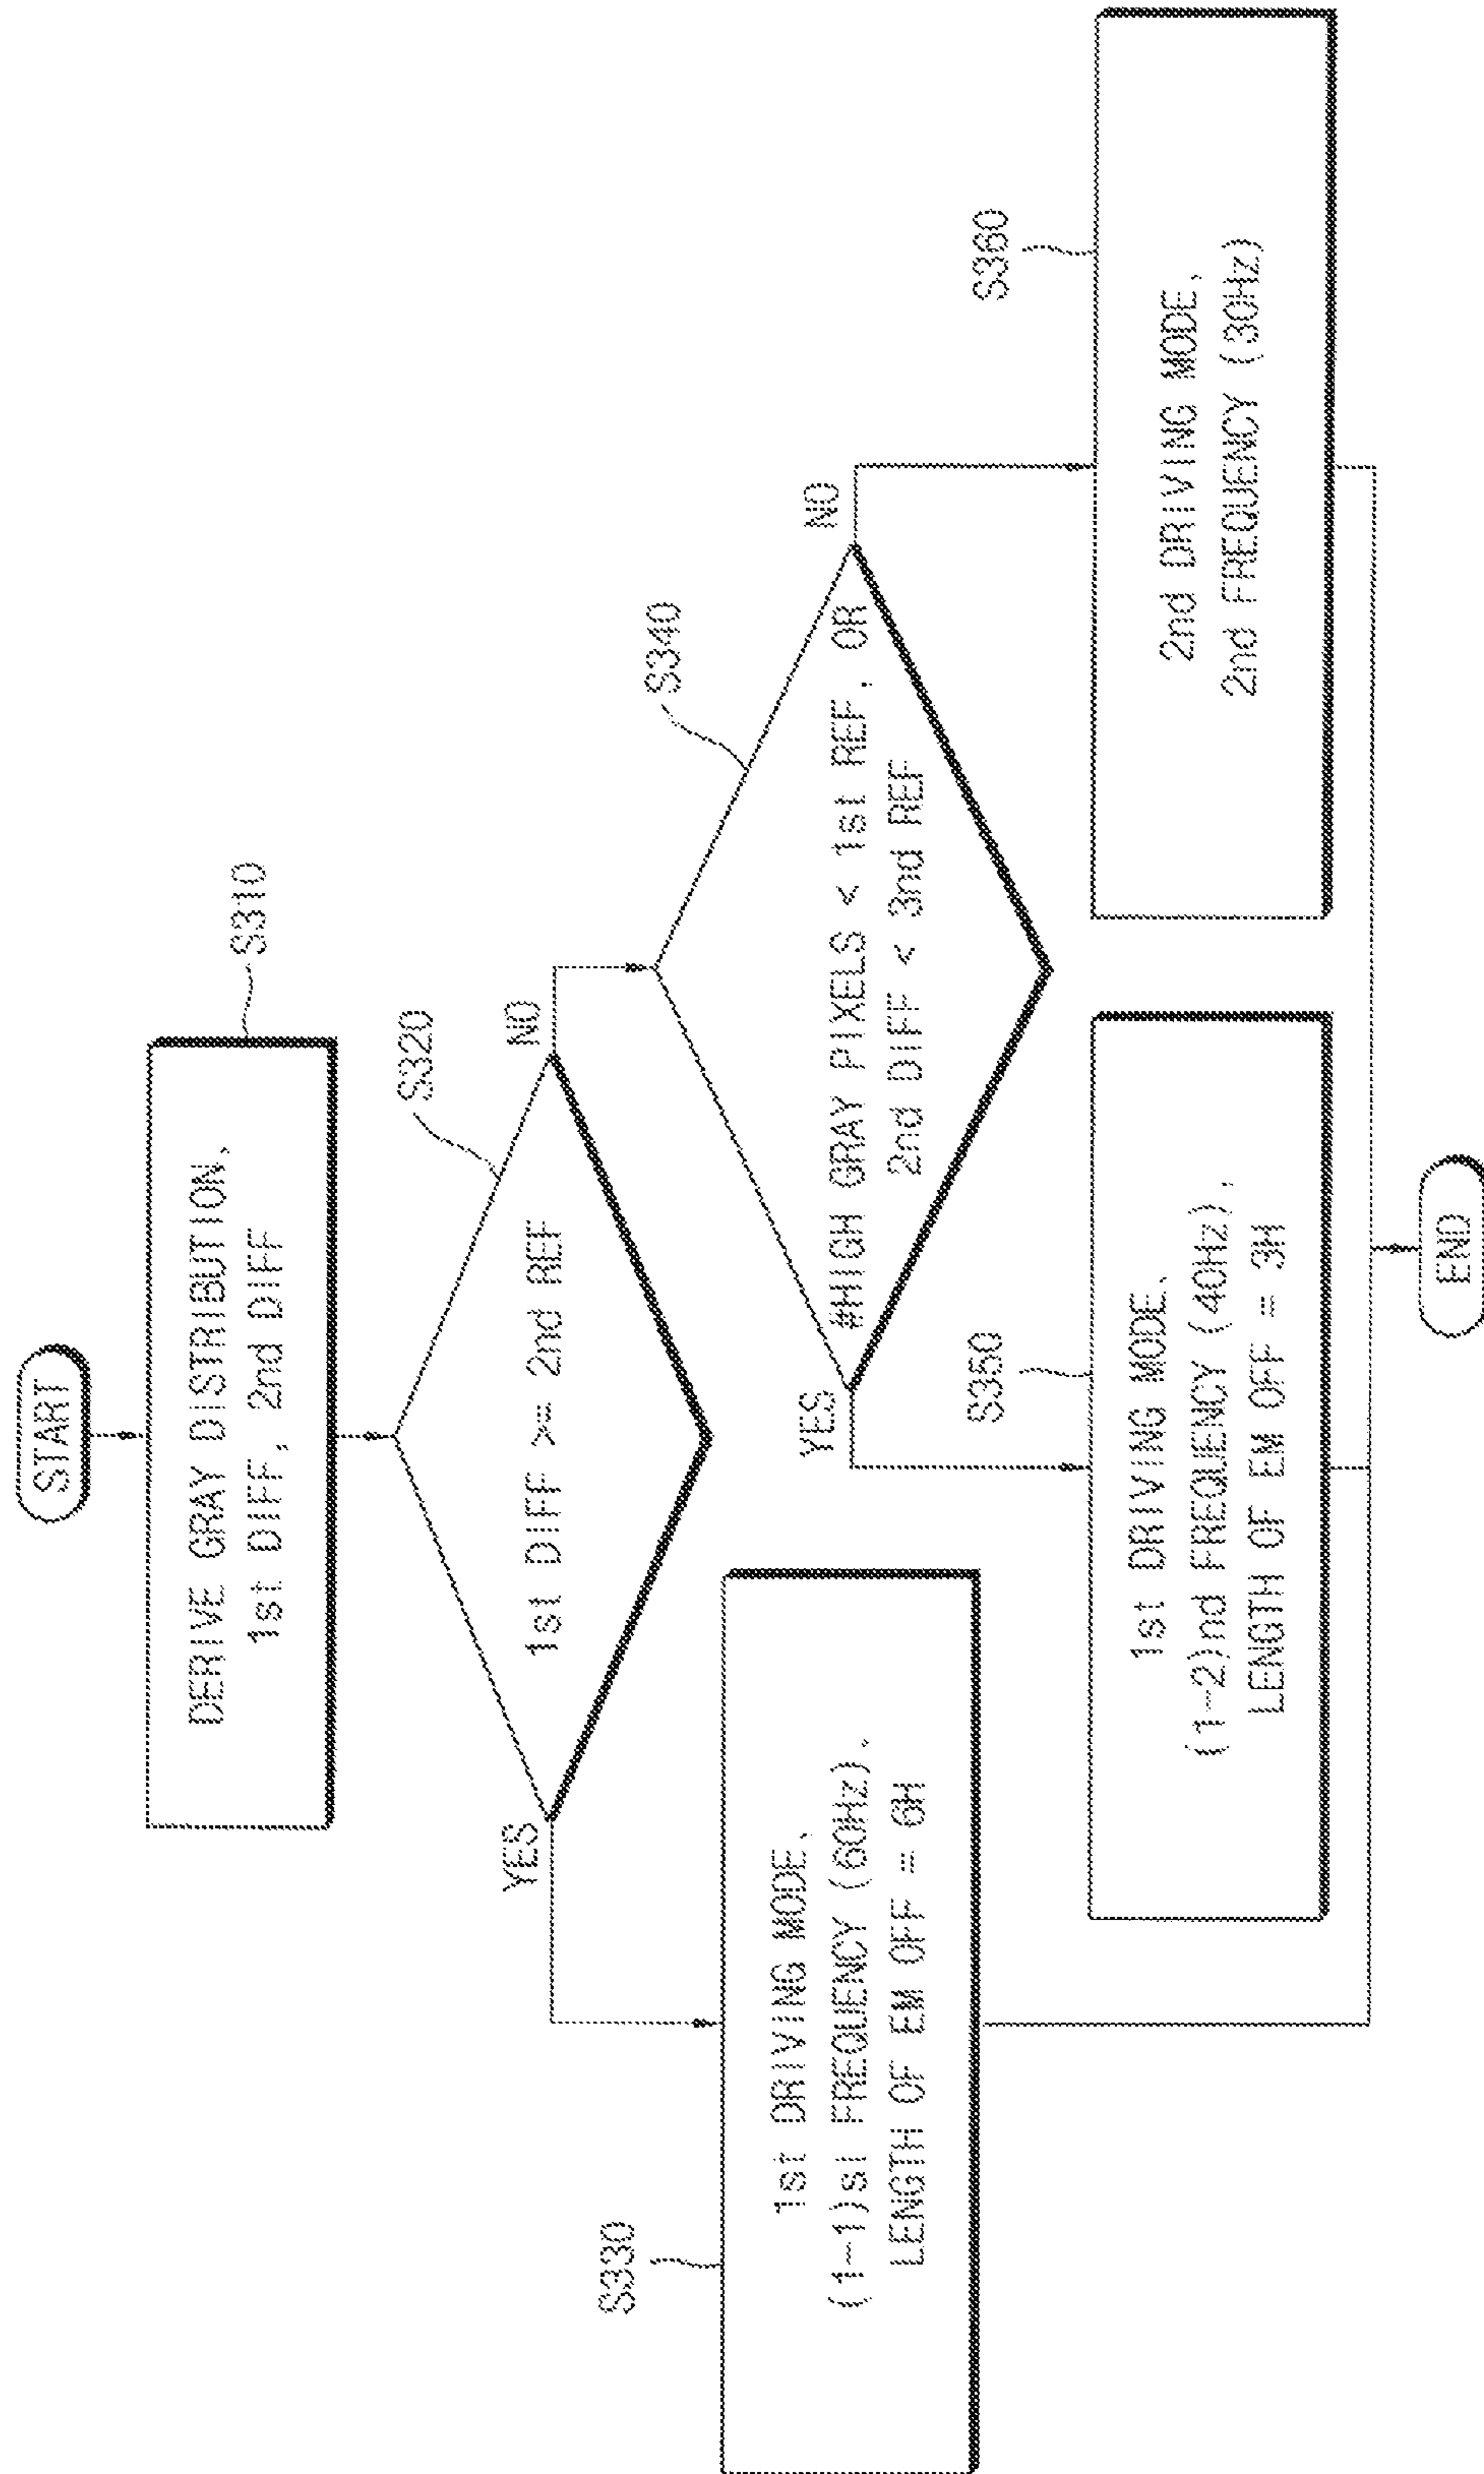 START
DERIVE GRAY DISTRIBUTION,
1st DIFF, 2nd DIFF
S310
S320
1st DIFF >= 2nd REF
YES
NO
S330
1st DRIVING MODE,
(1-1)st FREQUENCY (60Hz),
LENGTH OF EM OFF = 6H
S340
#HIGH GRAY PIXELS < 1st REF, OR
2nd DIFF < 3nd REF
YES
NO
S350
1st DRIVING MODE,
(1-2)nd FREQUENCY (40Hz),
LENGTH OF EM OFF = 3H
S360
2nd DRIVING MODE,
2nd FREQUENCY (30Hz)
END